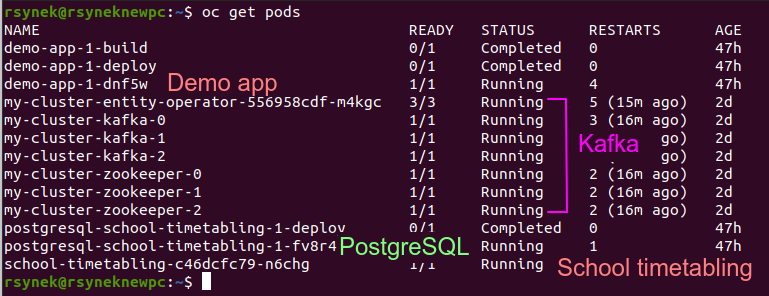 rsynek@rsyneknewpc:~$ oc get pods
NAME READY STATUS RESTARTS AGE
demo-app-1-build 0/1 Completed 0 47h
demo-app-1-deploy 0/1 Completed 0 47h
demo-app-1-dnf5w Demo app 1/1 Running 4 47h
my-cluster-entity-operator-556958cdf-m4kgc 3/3 Running 5 (15m ago) 2d
my-cluster-kafka-0 1/1 Running 3 (16m ago) 2d
my-cluster-kafka-1 1/1 Running Kafka go) 2d
my-cluster-kafka-2 1/1 Running go) 2d
my-cluster-zookeeper-0 1/1 Running 2 (16m ago) 2d
my-cluster-zookeeper-1 1/1 Running 2 (16m ago) 2d
my-cluster-zookeeper-2 1/1 Running 2 (16m ago) 2d
postgresql-school-timetabling-1-deploy 0/1 Completed 0 47h
postgresql-school-timetabling-1-fv8r4 PostgreSQL Running 1 47h
school-timetabling-c46dcfc79-n6chg 1/1 Running School timetabling
rsynek@rsyneknewpc:~$